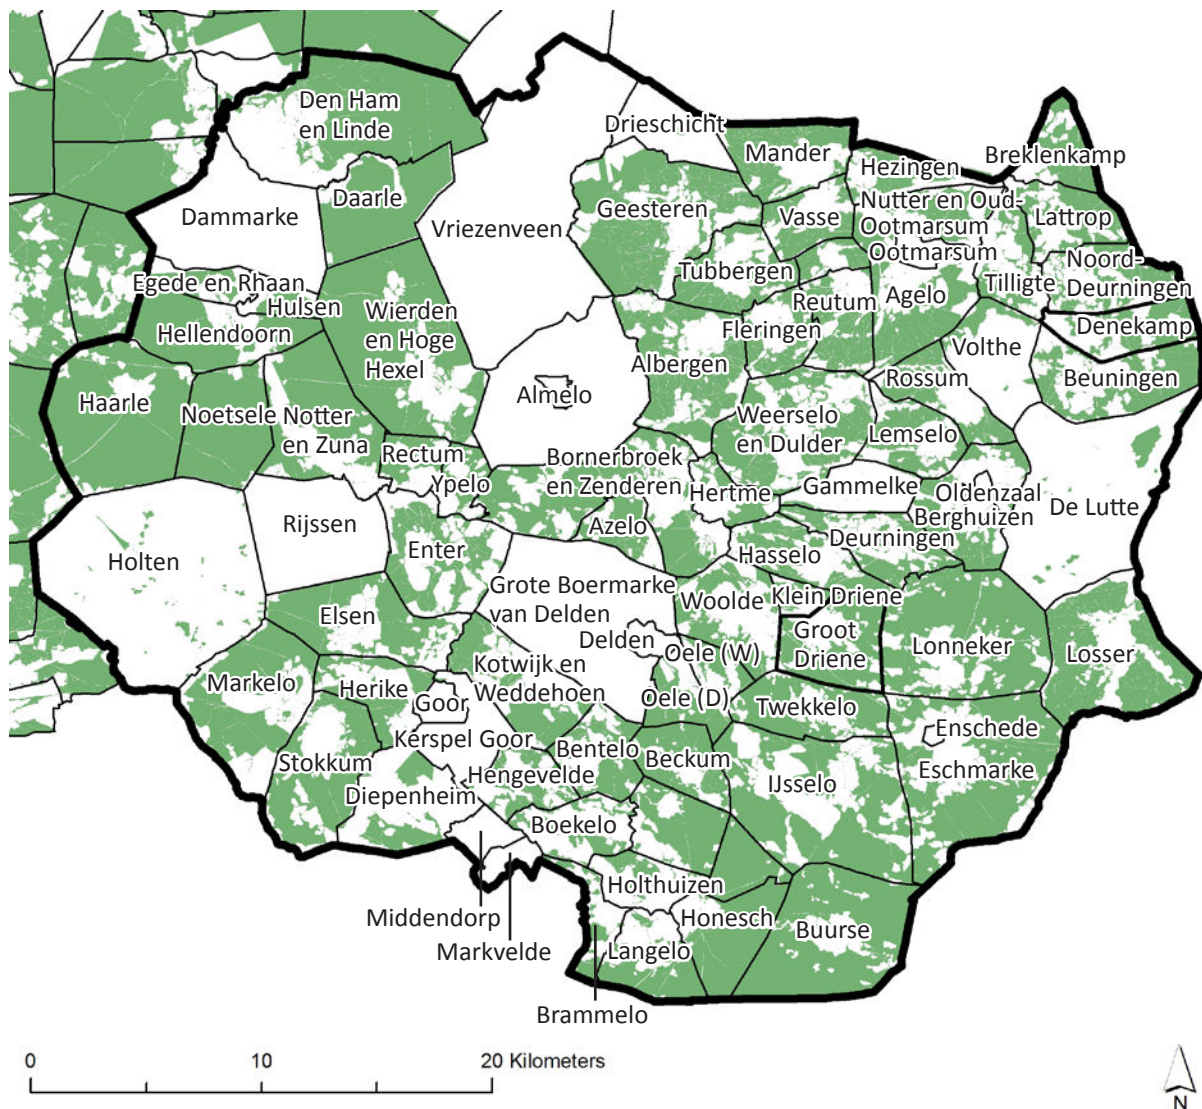 Den Ham
en Linde
Drieschicht
Mander
Hezingen
Breklenkamp
Daarle
Dammarke
Vriezenveen
Geesteren
Vasse
Nutter en Oud-
Ootmarsum
Lattrop
Ootmarsum
Noord-
Deurningen
Egede en Rhaan
Hulsen
Hellendoorn
Wierden
en Hoge
Hexel
Tubbergen
Reutum
Agelo
Tilligte
Fleringen
Denekamp
Volthe
Albergen
Rossum
Beuningen
Haarle
Noetsele
Notter
en Zuna
Almelo
Weerselo
en Dulder
Lemselo
Rectum
Ypelo
Bornerbroek
en Zenderen
Hertme
Gammelke
Oldenzaal
Berghuizen
De Lutte
Rijssen
Azelo
Holten
Enter
Hasselo
Deurningen
Grote Boermarke
van Delden
Woolde
Klein Driene
Elsen
Delden
Oele (W)
Groot
Driene
Lonneker
Losser
Markelo
Herike
Kotwijk en
Weddehoen
Goor
Oele (D)
Twekkelo
Enschede
Kerspel Goor
Stokkum
Bentelo
Beckum
Hengevelde
IJsselo
Eschmarke
Diepenheim
Boekelo
Holthuizen
Middendorp
Honesch
Buurse
Markvelde
Langelo
Brammelo
0 10 20 Kilometers
N